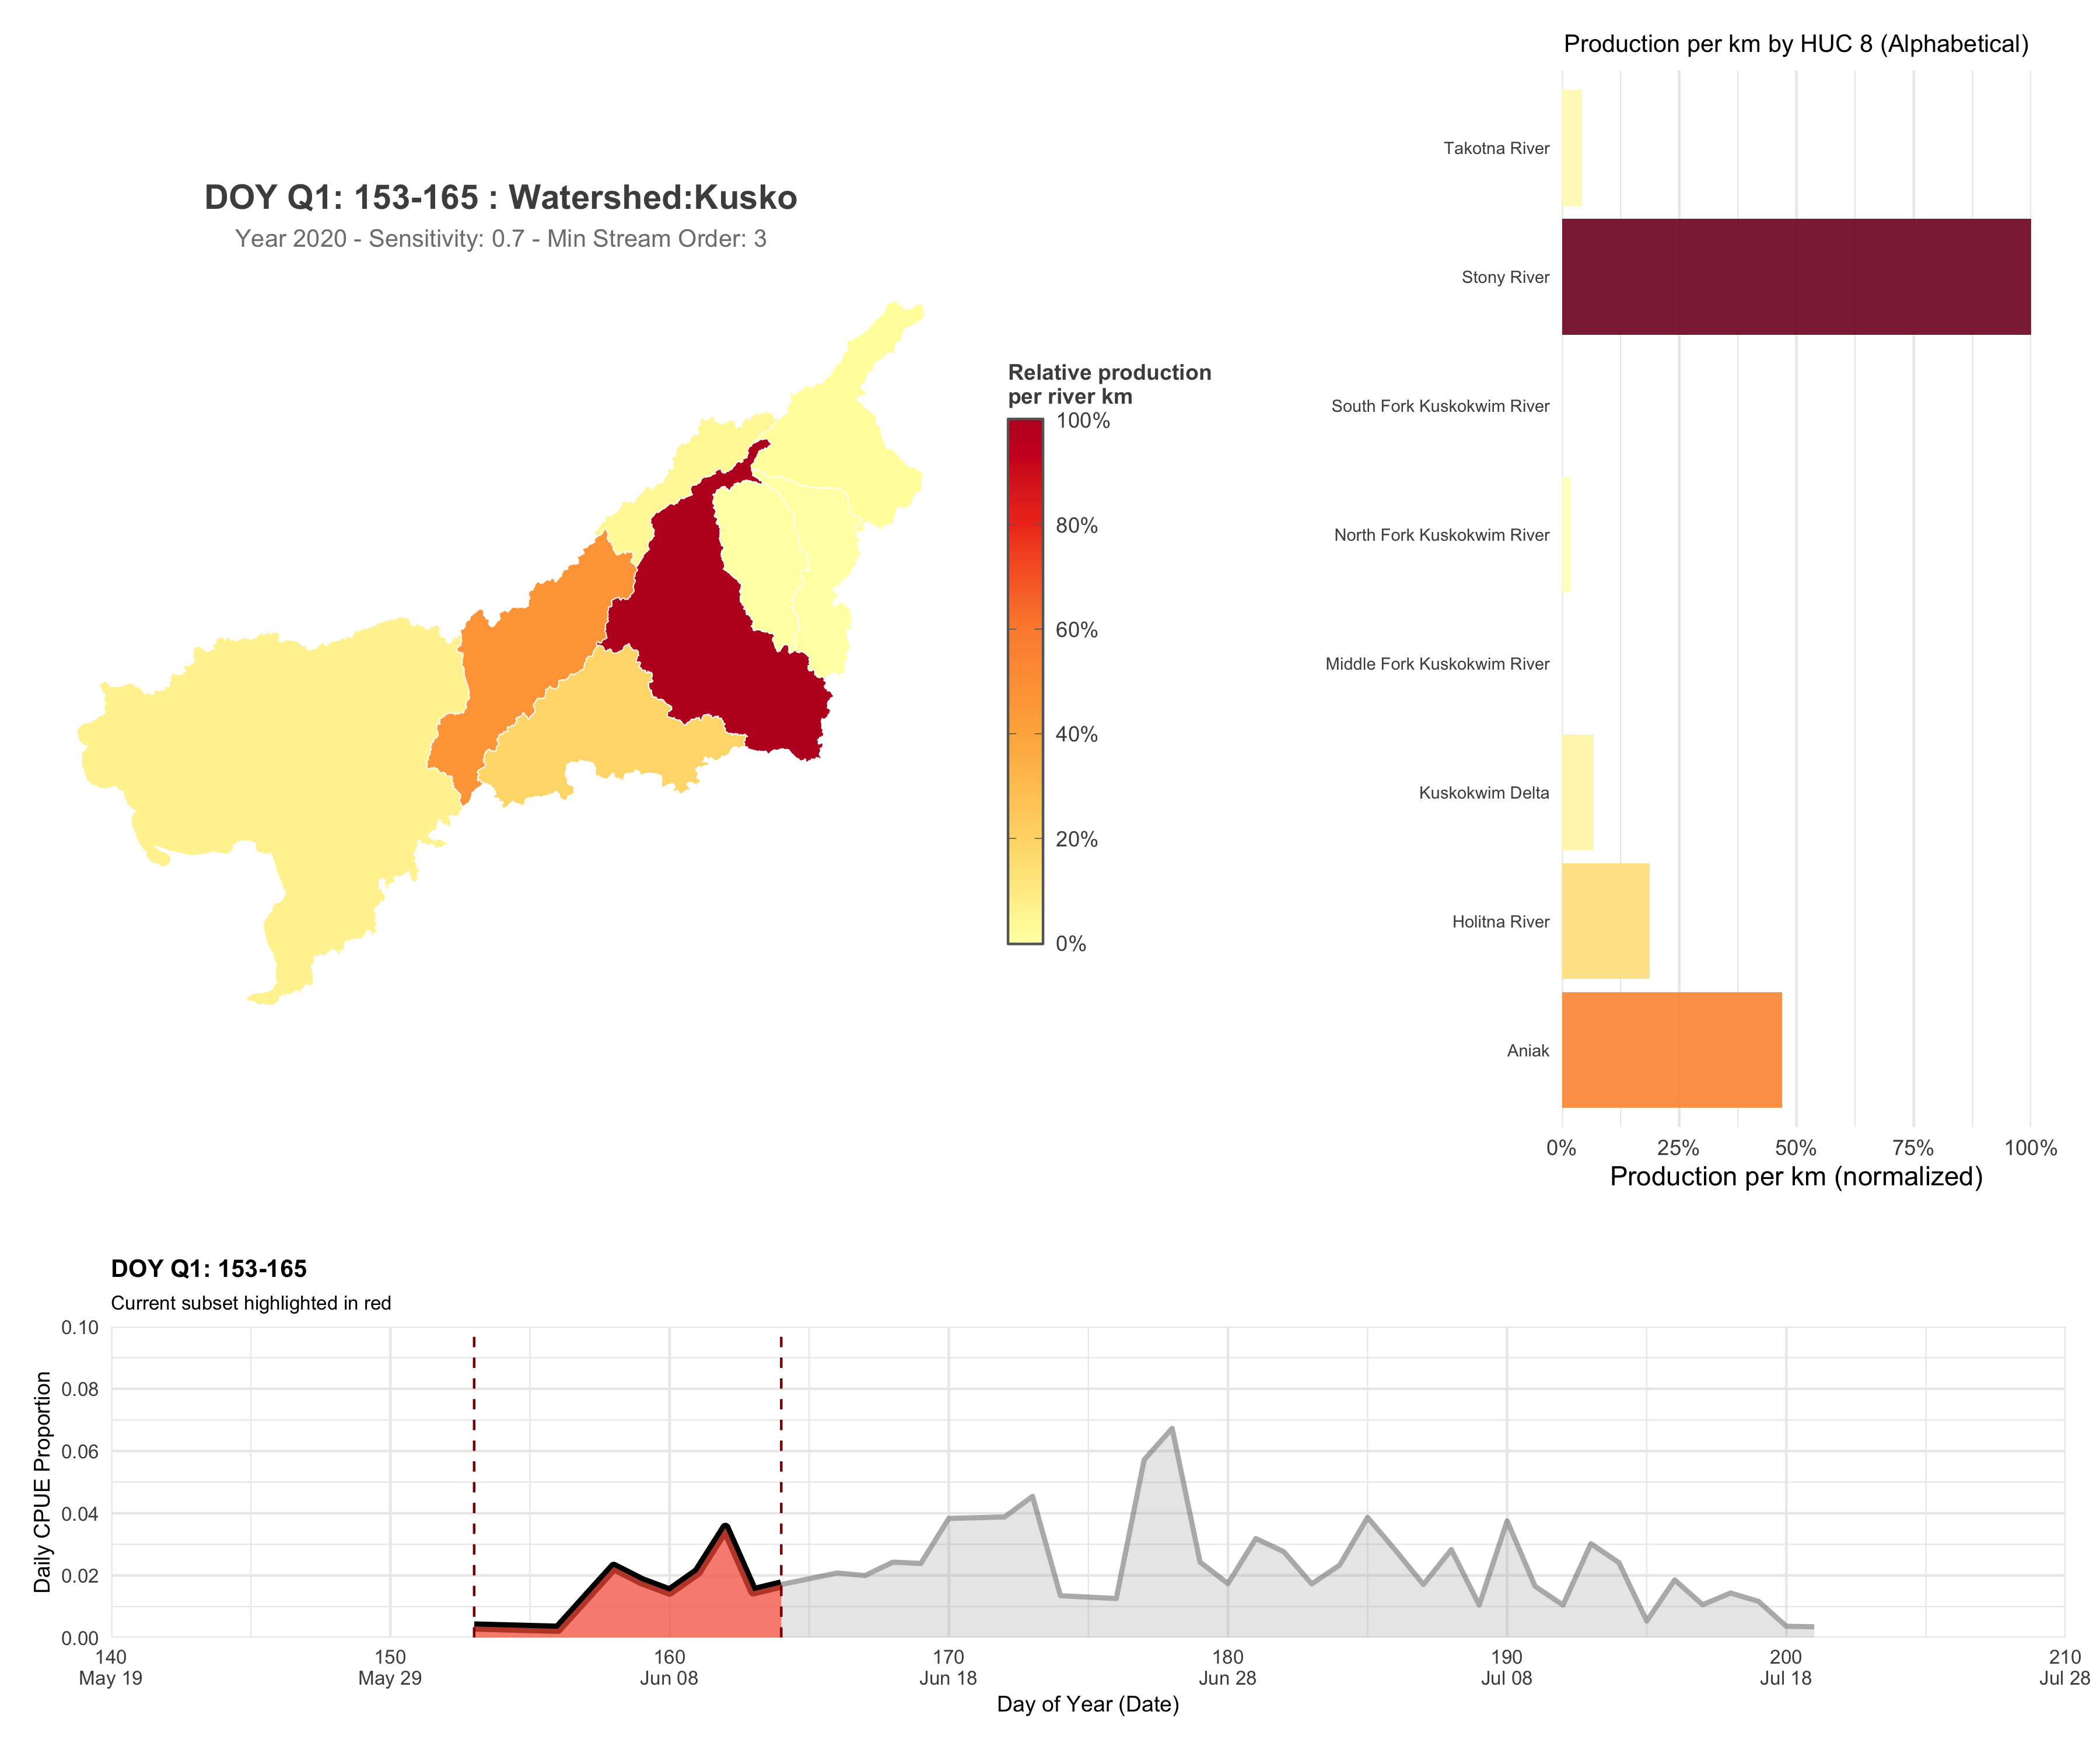 DOY Q1: 153-165 : Watershed:Kusko
Year 2020 - Sensitivity: 0.7 - Min Stream Order: 3
Relative production
per river km
100%
80%
60%
40%
20%
0%
Production per km by HUC 8 (Alphabetical)
Takotna River
Stony River
South Fork Kuskokwim River
North Fork Kuskokwim River
Middle Fork Kuskokwim River
Kuskokwim Delta
Holitna River
Aniak
0% 25% 50% 75% 100%
Production per km (normalized)
DOY Q1: 153-165
Current subset highlighted in red
Daily CPUE Proportion
0.10
0.08
0.06
0.04
0.02
0.00
140 150 160 170 180 190 200 210
May 19 May 29 Jun 08 Jun 18 Jun 28 Jul 08 Jul 18 Jul 28
Day of Year (Date)